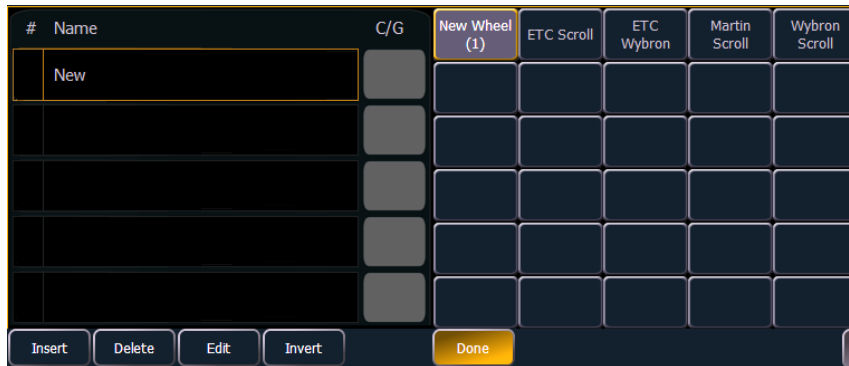 # Name C/G
New Wheel
(1)
ETC Scroll
ETC
Wybron
Martin
Scroll
Wybron
Scroll
New
Insert Delete Edit Invert Done